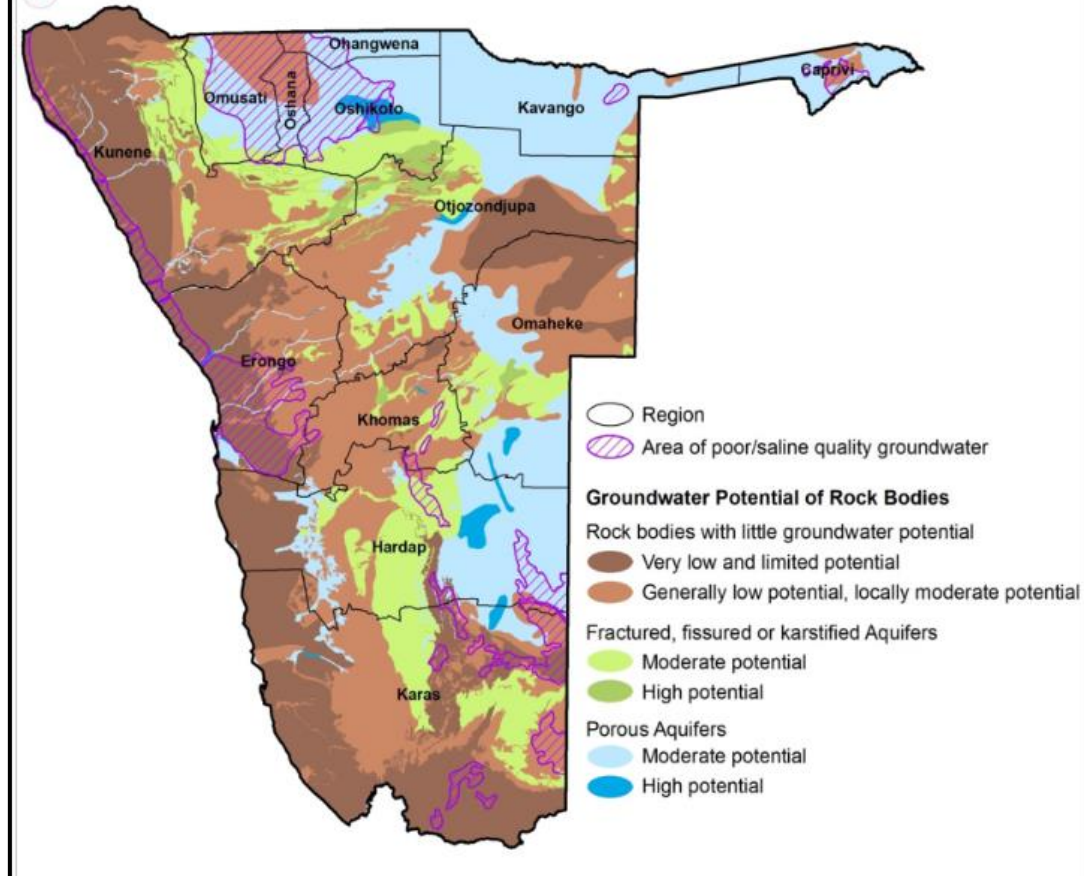 Ohangwena
Caprivi
Omusati
Oshana
Oshikoto
Kavango
Kunene
Otjozondjupa
Omaheke
Erongo
Khomas
Hardap
Karas
Region
Area of poor/saline quality groundwater
Groundwater Potential of Rock Bodies
Rock bodies with little groundwater potential
Very low and limited potential
Generally low potential, locally moderate potential
Fractured, fissured or karstified Aquifers
Moderate potential
High potential
Porous Aquifers
Moderate potential
High potential